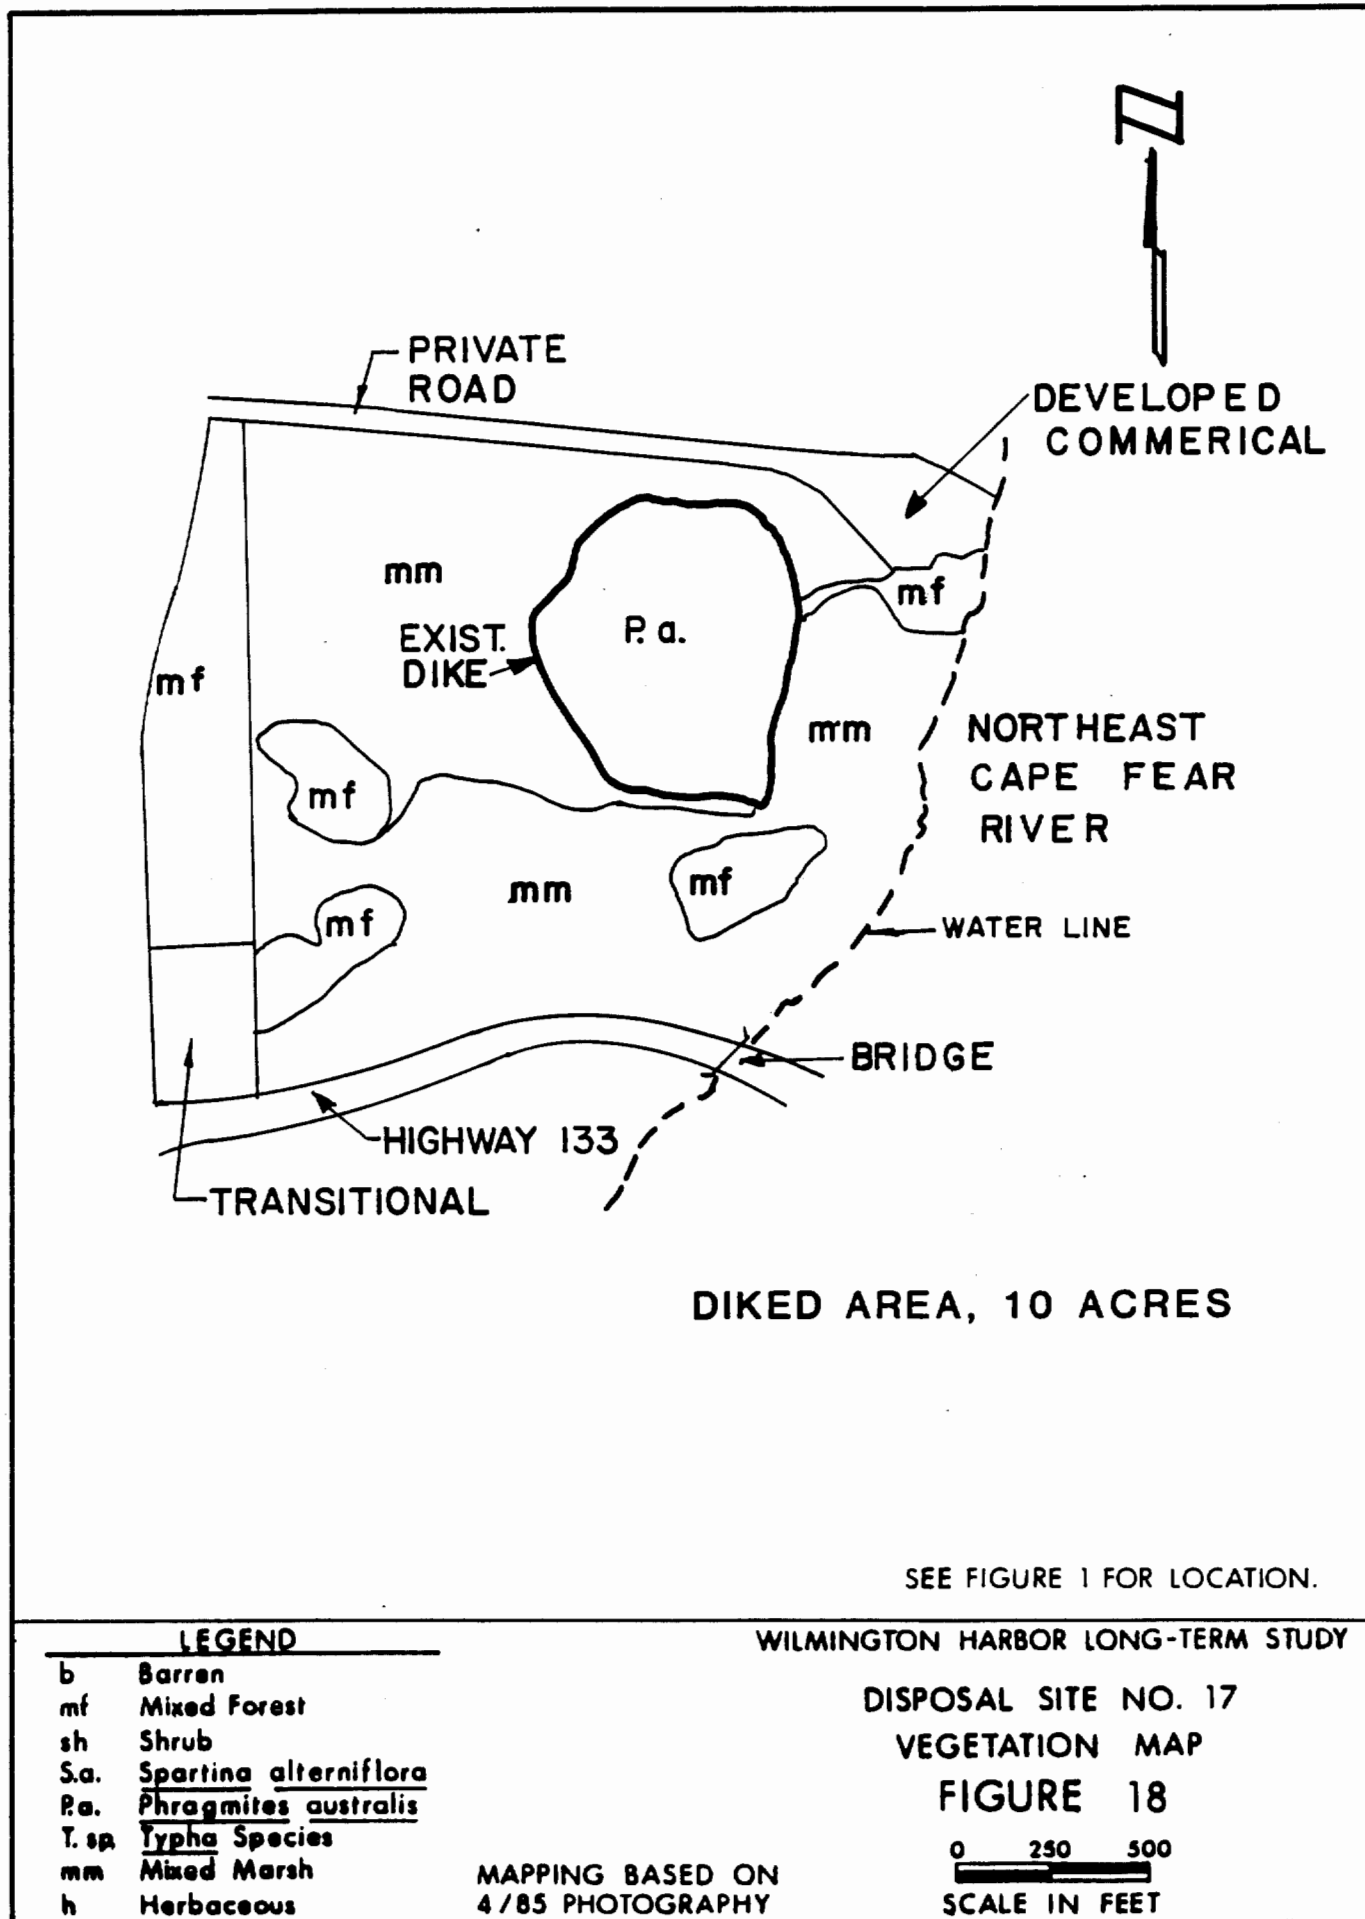 N
PRIVATE
ROAD
DEVELOPED
COMMERICAL
mm
mf
P.a.
EXIST.
DIKE
mf
mm
NORTHEAST
CAPE FEAR
RIVER
mf
mm
mf
mf
WATER LINE
BRIDGE
HIGHWAY 133
TRANSITIONAL
DIKED AREA, 10 ACRES
SEE FIGURE 1 FOR LOCATION.
LEGEND
b Barren
mf Mixed Forest
sh Shrub
S.a. Spartina alterniflora
P.a. Phragmites australis
T. sp. Typha Species
mm Mixed Marsh
h Herbaceous
MAPPING BASED ON
4/85 PHOTOGRAPHY
WILMINGTON HARBOR LONG-TERM STUDY
DISPOSAL SITE NO. 17
VEGETATION MAP
FIGURE 18
0 250 500
SCALE IN FEET